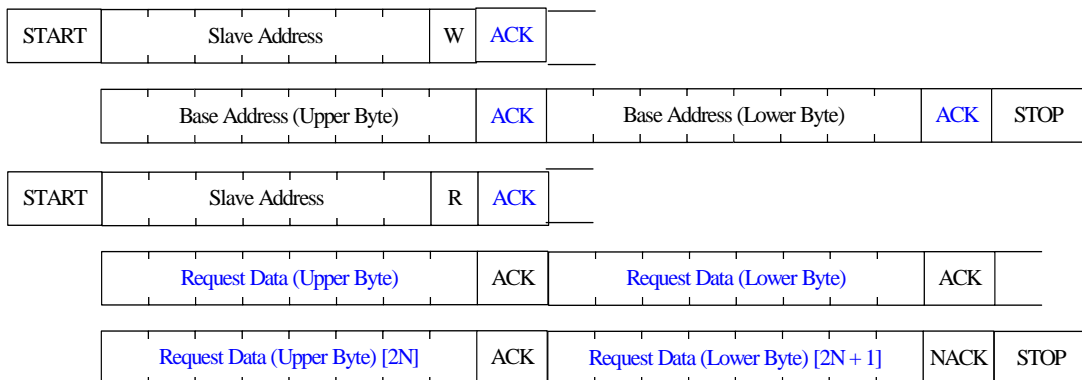 START Slave Address W ACK
Base Address (Upper Byte) ACK Base Address (Lower Byte) ACK STOP
START Slave Address R ACK
Request Data (Upper Byte) ACK Request Data (Lower Byte) ACK
Request Data (Upper Byte) [2N] ACK Request Data (Lower Byte) [2N + 1] NACK STOP